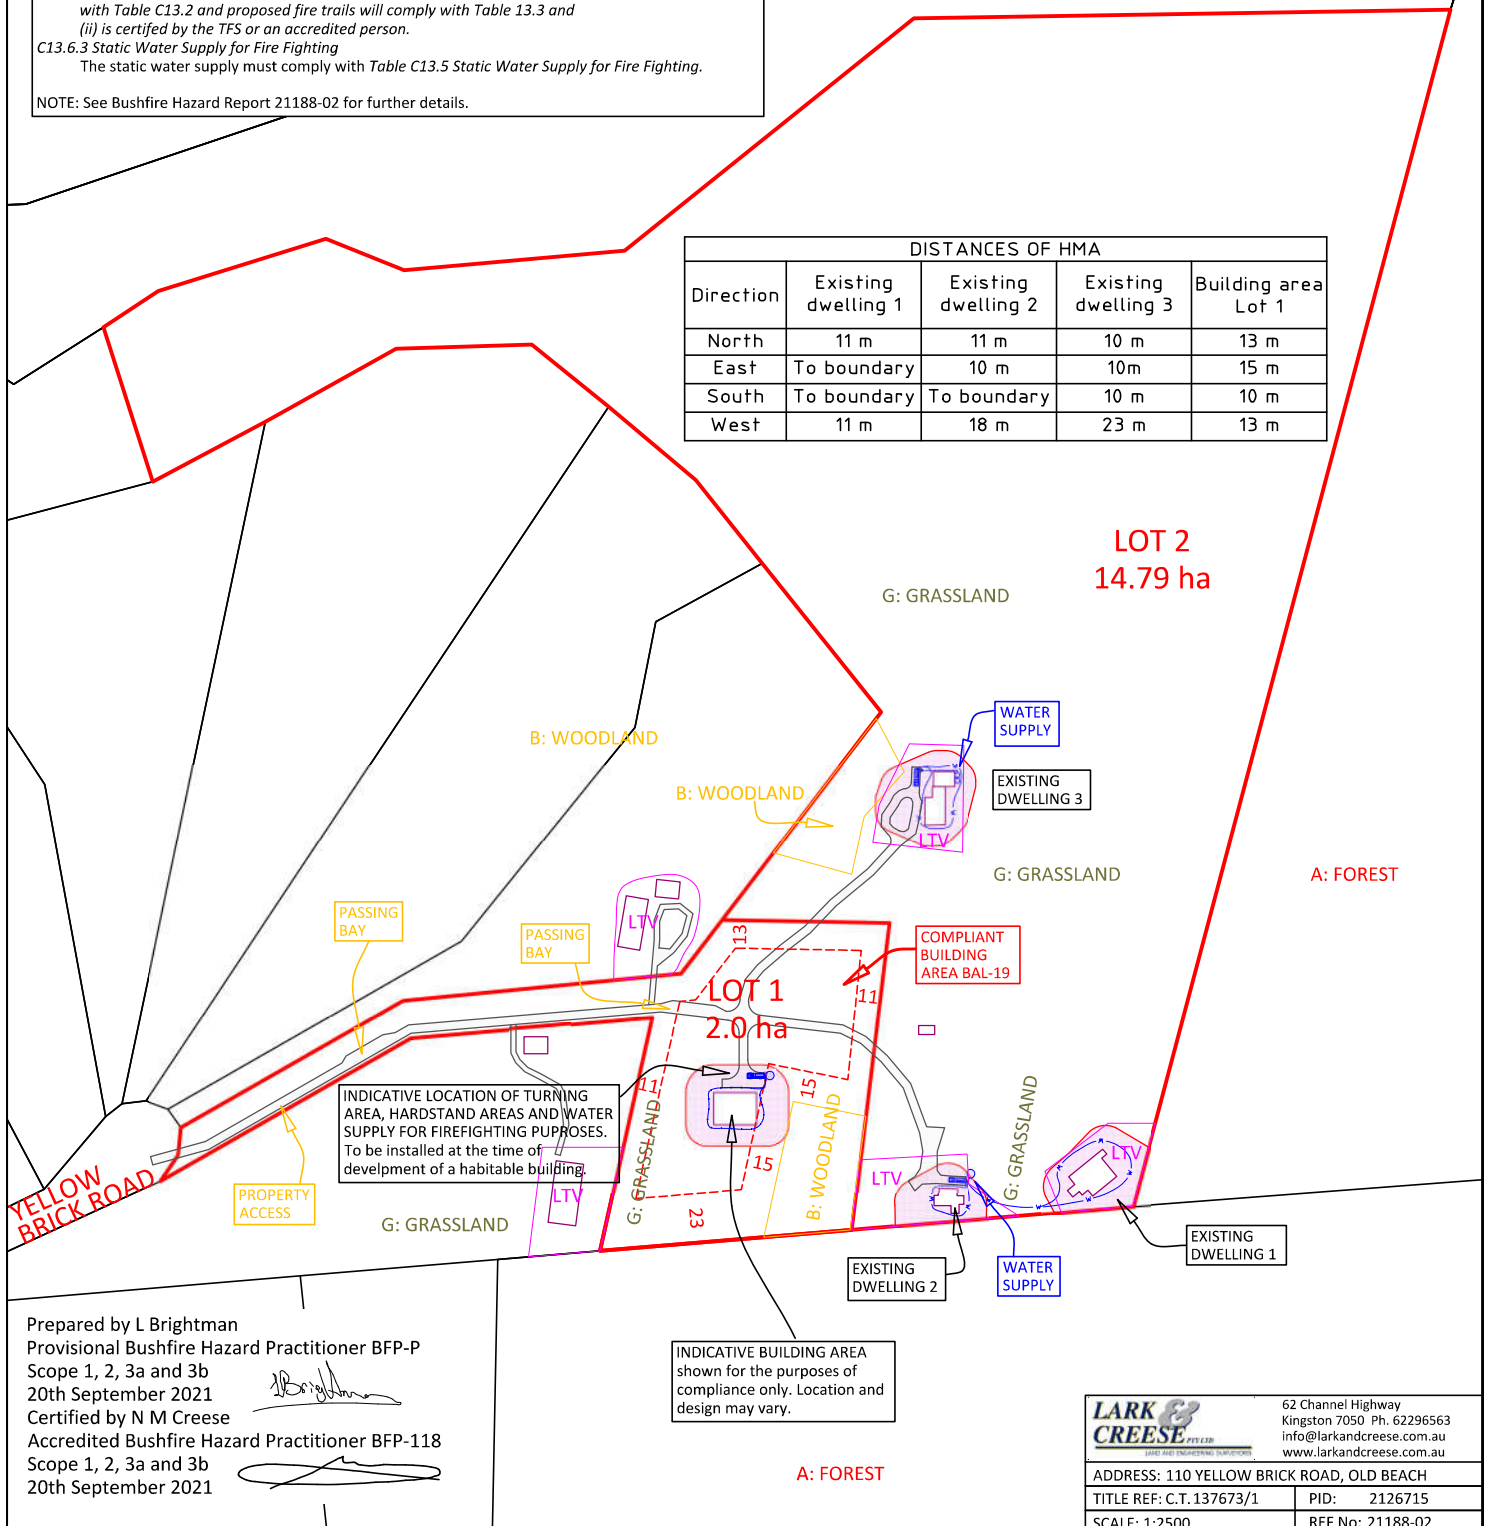 with Table C13.2 and proposed fire trails will comply with Table 13.3 and
(ii) is certifed by the TFS or an accredited person.
C13.6.3 Static Water Supply for Fire Fighting
The static water supply must comply with Table C13.5 Static Water Supply for Fire Fighting.
NOTE: See Bushfire Hazard Report 21188-02 for further details.
DISTANCES OF HMA
Direction Existing dwelling 1 Existing dwelling 2 Existing dwelling 3 Building area Lot 1
North 11 m 11 m 10 m 13 m
East To boundary 10 m 10m 15 m
South To boundary To boundary 10 m 10 m
West 11 m 18 m 23 m 13 m
LOT 2
14.79 ha
G: GRASSLAND
WATER
SUPPLY
B: WOODLAND
EXISTING
DWELLING 3
B: WOODLAND
LTV
G: GRASSLAND
A: FOREST
PASSING
BAY
LTV
PASSING
BAY
13
COMPLIANT
BUILDING
AREA BAL-19
LOT 1
2.0 ha
11
INDICATIVE LOCATION OF TURNING
AREA, HARDSTAND AREAS AND WATER
SUPPLY FOR FIREFIGHTING PUPROSES.
To be installed at the time of
develpment of a habitable building.
11
15
G: GRASSLAND
B: WOODLAND
G: GRASSLAND
15
LTV
LTV
LTV
YELLOW
BRICK ROAD
PROPERTY
ACCESS
G: GRASSLAND
23
EXISTING
DWELLING 2
WATER
SUPPLY
EXISTING
DWELLING 1
Prepared by L Brightman
Provisional Bushfire Hazard Practitioner BFP-P
Scope 1, 2, 3a and 3b
20th September 2021
Certified by N M Creese
Accredited Bushfire Hazard Practitioner BFP-118
Scope 1, 2, 3a and 3b
20th September 2021
INDICATIVE BUILDING AREA
shown for the purposes of
compliance only. Location and
design may vary.
A: FOREST
LARK &
CREESE PTY LTD
LAND AND ENGINEERING SURVEYORS
62 Channel Highway
Kingston 7050 Ph. 62296563
info@larkandcreese.com.au
www.larkandcreese.com.au
ADDRESS: 110 YELLOW BRICK ROAD, OLD BEACH
TITLE REF: C.T. 137673/1 PID: 2126715
SCALE: 1:2500 REF No: 21188-02